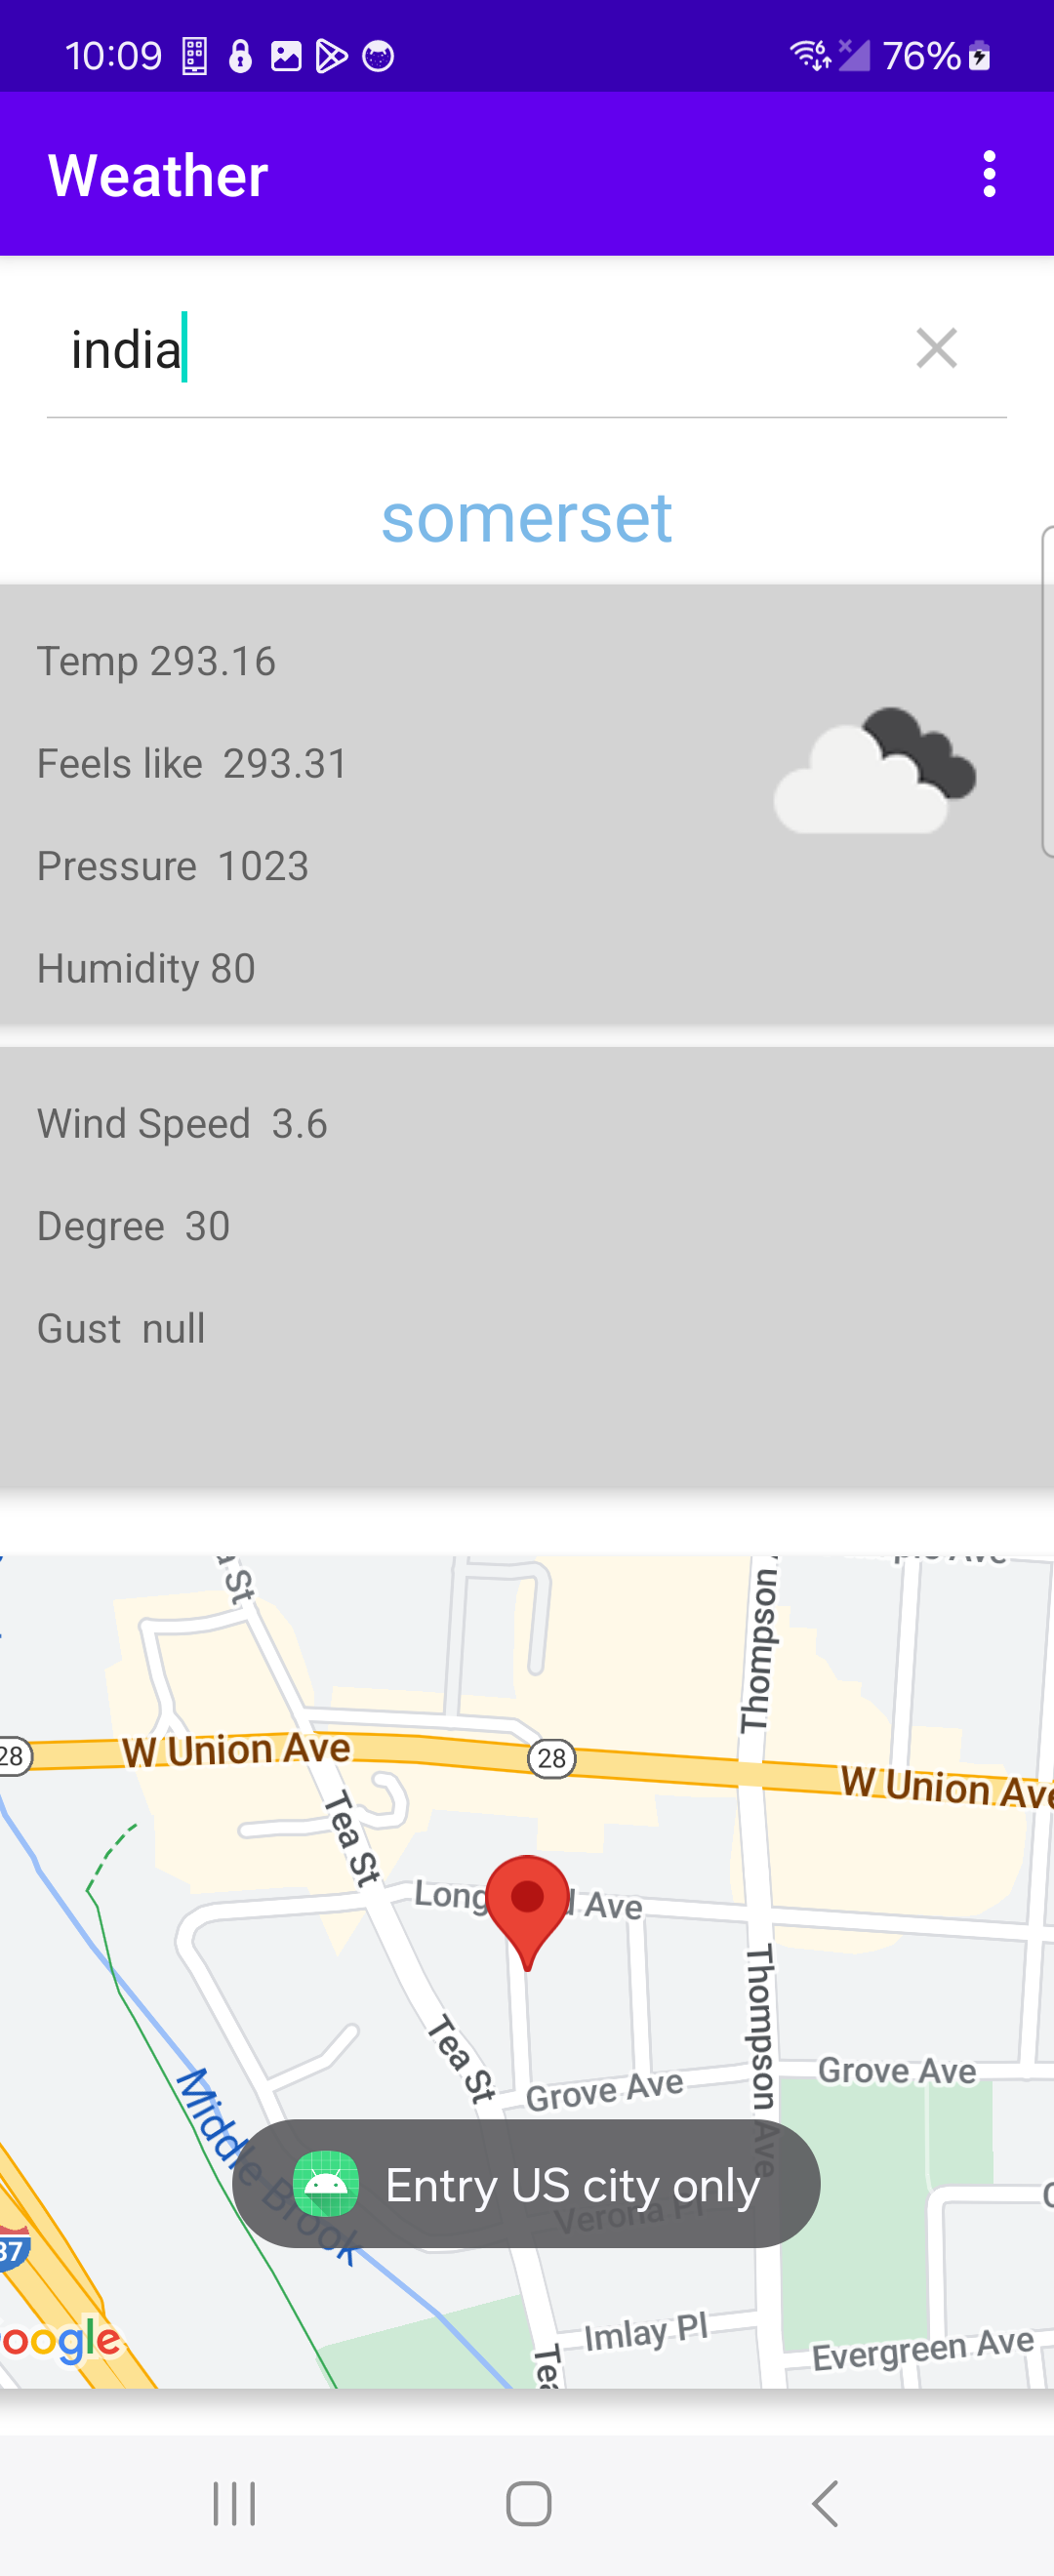 10:09
6
76%
Weather
india
somerset
Temp 293.16
Feels like 293.31
Pressure 1023
Humidity 80
Wind Speed 3.6
Degree 30
Gust null
St
Thompson
Ave
28
W Union Ave
28
W Union Ave
Tea St
Ave
Thompson Ave
Tea St
Grove Ave
Grove Ave
Middle Brook
Entry US city only
Verona Pl
Imlay Pl
Evergreen Ave
Tea
oogle